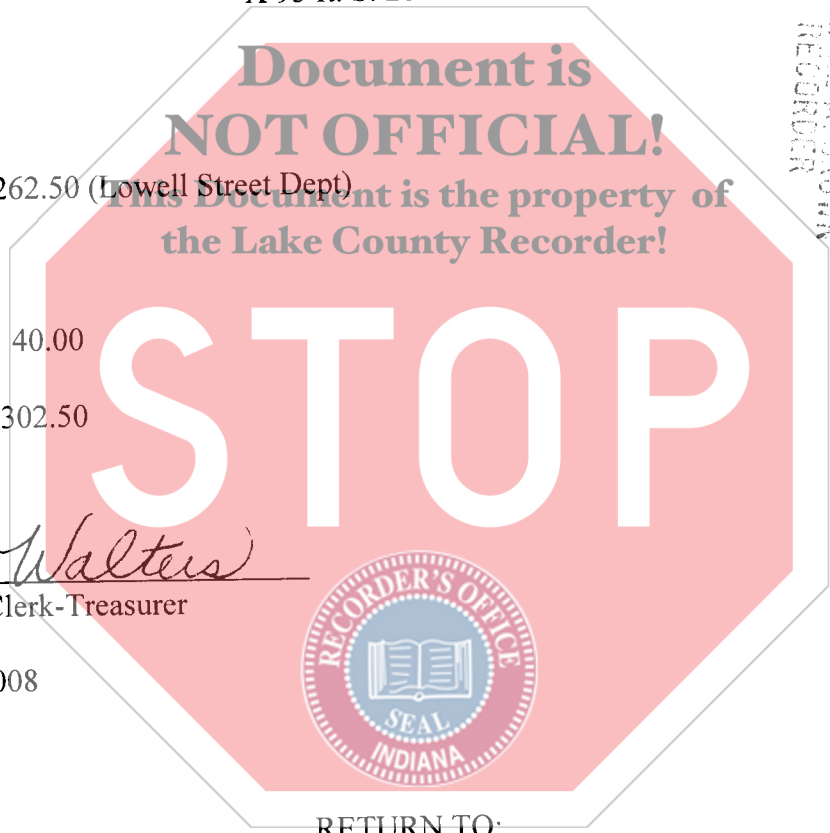 Document is
NOT OFFICIAL!
RECORDER
262.50 (Lowell Street Dept)
This Document is the property of
the Lake County Recorder!
40.00
STOP
302.50
Walters
Clerk-Treasurer
RECORDER'S OFFICE
SEAL
INDIANA
RETURN TO: